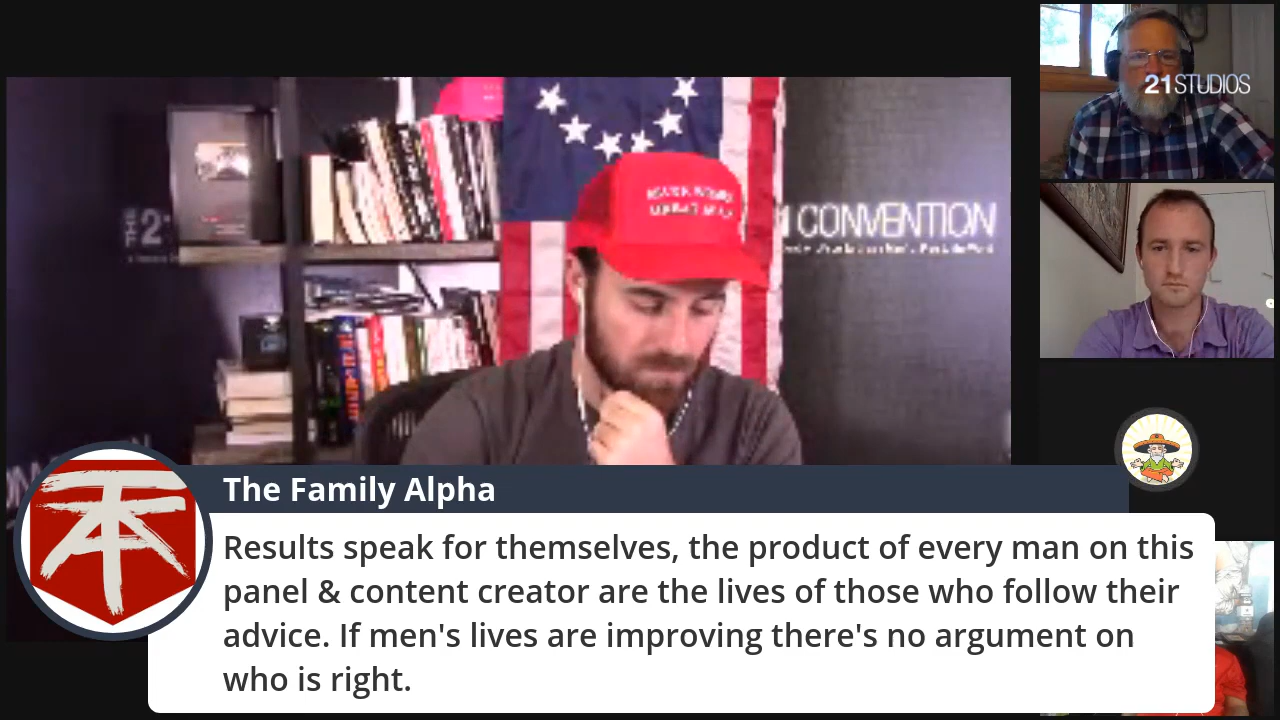 21STUDIOS
21 CONVENTION
The Family Alpha
Results speak for themselves, the product of every man on this
panel & content creator are the lives of those who follow their
advice. If men's lives are improving there's no argument on
who is right.